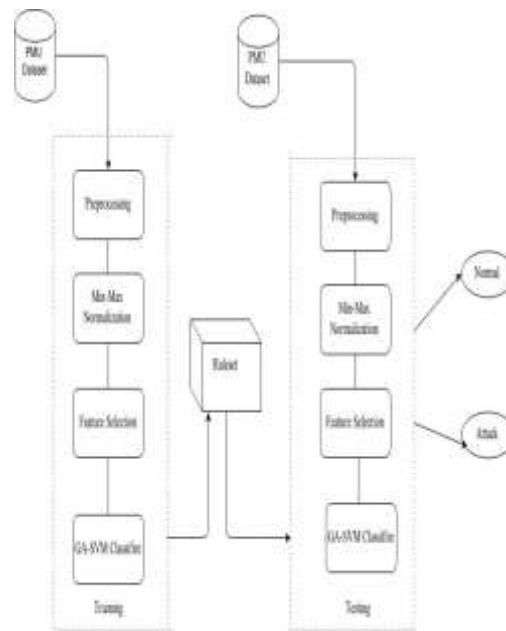 PMU
Dataset
Preprocessing
Min-Max
Normalization
Feature Selection
GA-SVM Classifier
Training
Ruleset
PMU
Dataset
Preprocessing
Min-Max
Normalization
Feature Selection
GA-SVM Classifier
Testing
Normal
Attack